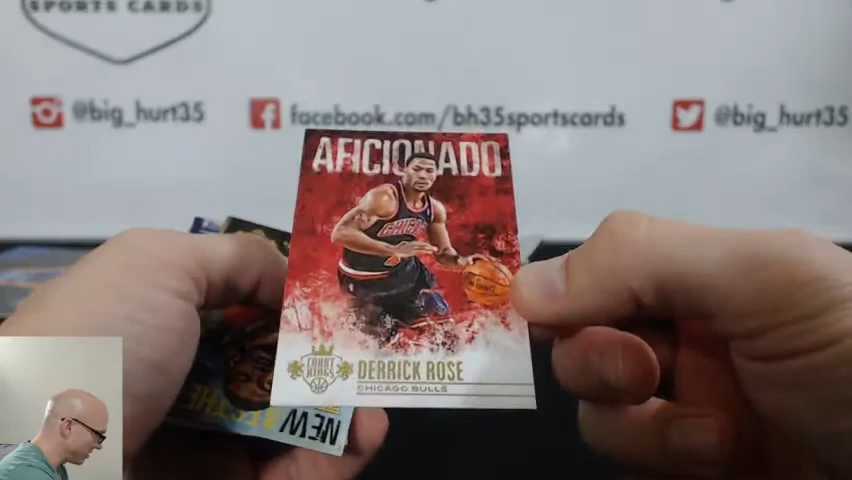 SPORTS CARDS
@big_hurt35
facebook.com/bh35sportscards
@big_hurt35
AFICIONADO
CHICAGO
COURT
KINGS
DERRICK ROSE
CHICAGO BULLS
NEW